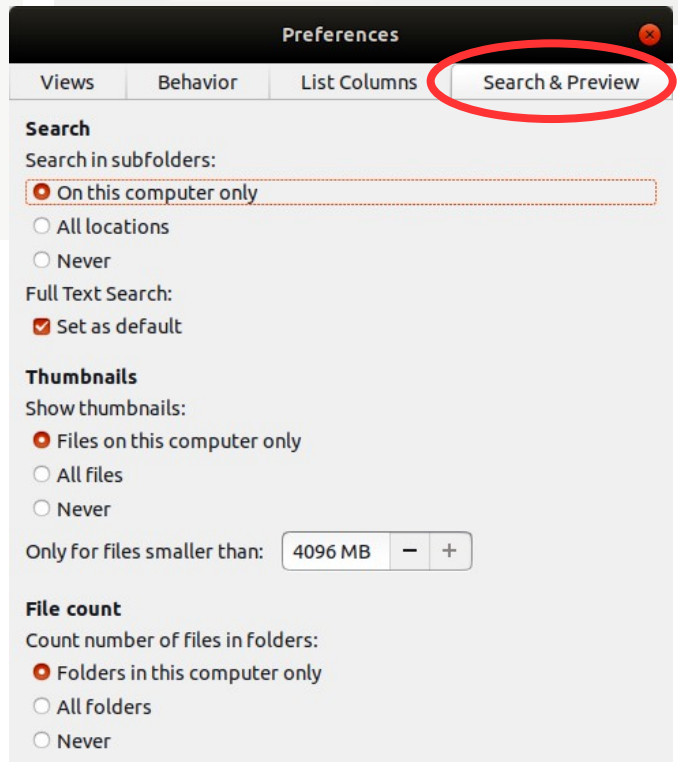 Preferences
Views Behavior List Columns Search & Preview
Search
Search in subfolders:
On this computer only
All locations
Never
Full Text Search:
Set as default
Thumbnails
Show thumbnails:
Files on this computer only
All files
Never
Only for files smaller than: 4096 MB − +
File count
Count number of files in folders:
Folders in this computer only
All folders
Never